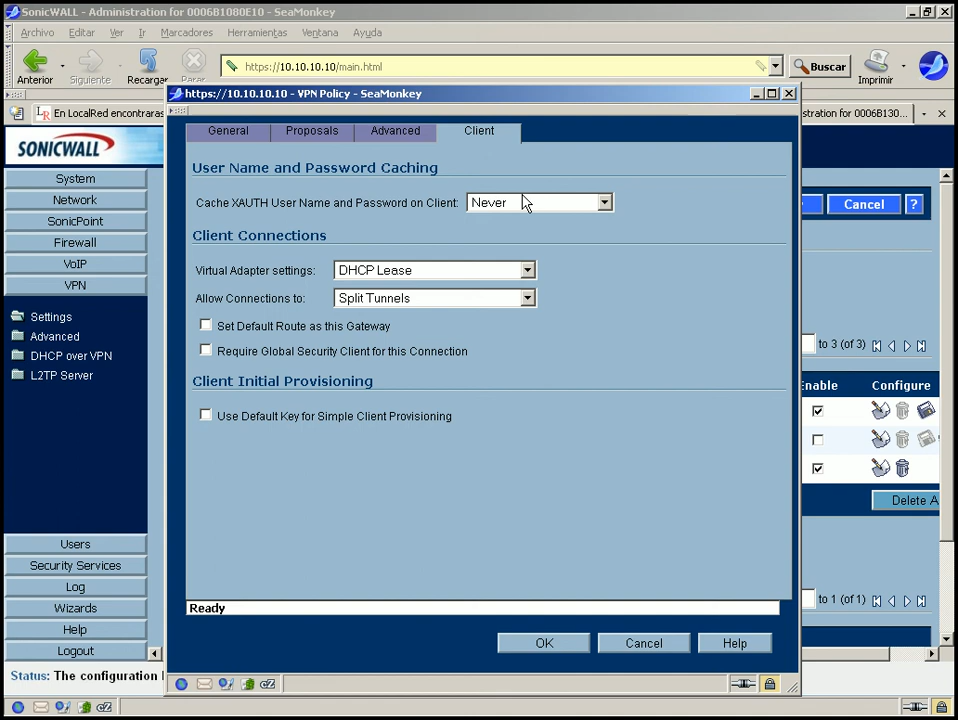 SonicWALL - Administration for 0006B1080E10 - SeaMonkey
Archivo Editar Ver Ir Marcadores Herramientas Ventana Ayuda
Anterior Siguiente Recargar Parar https://10.10.10.10/main.html Buscar Imprimir
LR En LocalRed encontraras
stration for 0006B130...
https://10.10.10.10 - VPN Policy - SeaMonkey
SONICWALL
General Proposals Advanced Client
User Name and Password Caching
Cache XAUTH User Name and Password on Client: Never
Client Connections
Virtual Adapter settings: DHCP Lease
Allow Connections to: Split Tunnels
Set Default Route as this Gateway
Require Global Security Client for this Connection
Client Initial Provisioning
Use Default Key for Simple Client Provisioning
Ready
OK Cancel Help
System
Network
SonicPoint
Firewall
VoIP
VPN
Settings
Advanced
DHCP over VPN
L2TP Server
Users
Security Services
Log
Wizards
Help
Logout
Status: The configuration
Cancel ?
to 3 (of 3)
nable Configure
Delete A
to 1 (of 1)